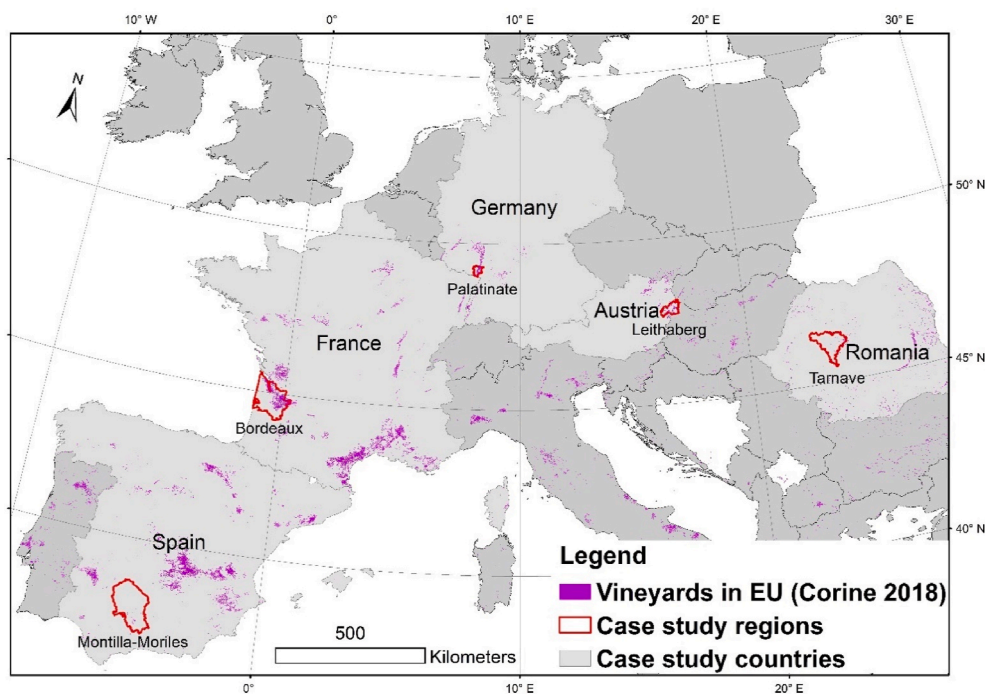 10° W 0° 10° E 20° E 30° E
N
50° N
Germany
Palatinate
Austria
Leithaberg
France
Romania
45° N
Tarnave
Bordeaux
40° N
Spain
Legend
Vineyards in EU (Corine 2018)
Case study regions
Montilla-Moriles
500
Kilometers
Case study countries
0° 10° E 20° E